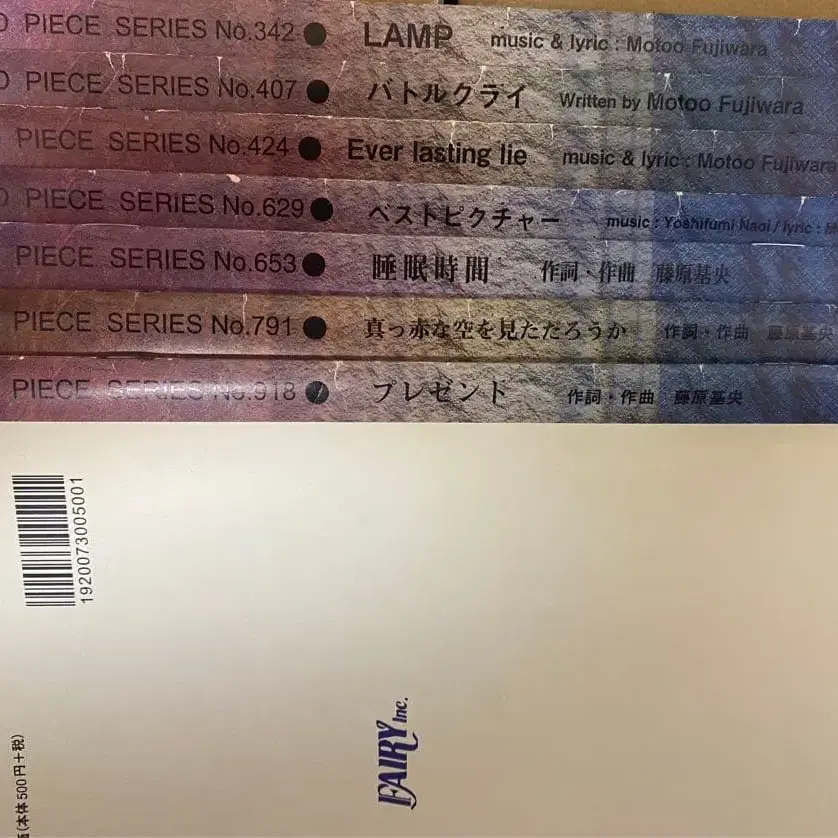 PIECE SERIES No.342 ● LAMP music & lyric : Motoo Fujiwara
PIECE SERIES No.407 ● バトルクライ Written by Motoo Fujiwara
PIECE SERIES No.424 ● Ever lasting lie music & lyric : Motoo Fujiwara
PIECE SERIES No.629 ● ベストピクチャー music : Yoshifumi Naoi / lyric :
PIECE SERIES No.653 ● 睡眠時間 作詞・作曲 藤原基央
PIECE SERIES No.791 ● 真っ赤な空を見ただろうか 作詞・作曲 藤原基央
PIECE SERIES No.918 ● プレゼント 作詞・作曲 藤原基央
1920073005001
(本体500円+税)
FAIRY Inc.